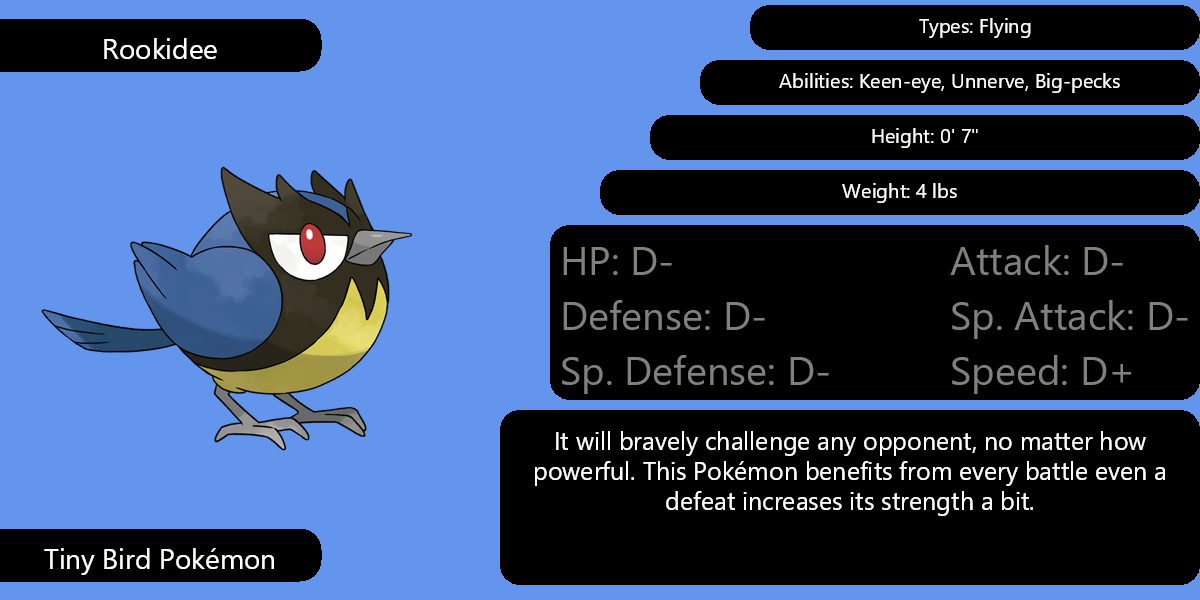 Rookidee
Types: Flying
Abilities: Keen-eye, Unnerve, Big-pecks
Height: 0' 7"
Weight: 4 lbs
HP: D-
Attack: D-
Defense: D-
Sp. Attack: D-
Sp. Defense: D-
Speed: D+
It will bravely challenge any opponent, no matter how
powerful. This Pokémon benefits from every battle even a
defeat increases its strength a bit.
Tiny Bird Pokémon